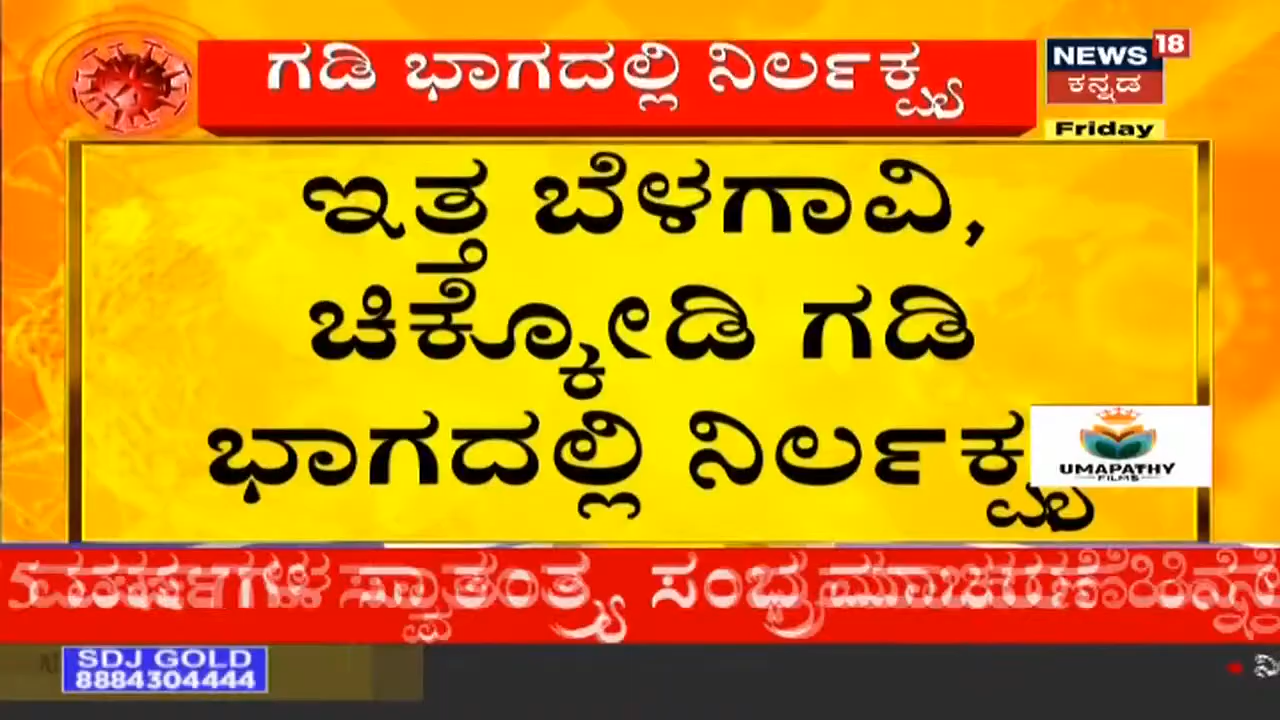 ಗಡಿ ಭಾಗದಲ್ಲಿ ನಿರ್ಲಕ್ಷ್ಯ
NEWS 18
ಕನ್ನಡ
Friday
ಇತ್ತ ಬೆಳಗಾವಿ,
ಚಿಕ್ಕೋಡಿ ಗಡಿ
ಭಾಗದಲ್ಲಿ ನಿರ್ಲಕ್ಷ್ಯ
UMAPATHY
FILMS
ಸ್ವಾತಂತ್ರ್ಯ ಸಂಭ್ರಮಾಚರಣೆ
SDJ GOLD
8884304444